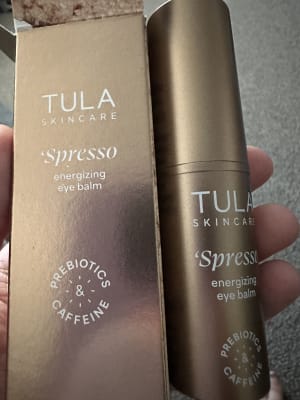 TULA
SKINCARE
‘Spresso
energizing
eye balm
PREBIOTICS
&
CAFFEINE
TULA
SKINCARE
‘Spresso
energizing
eye balm
PREBIOTICS
&
CAFFEINE